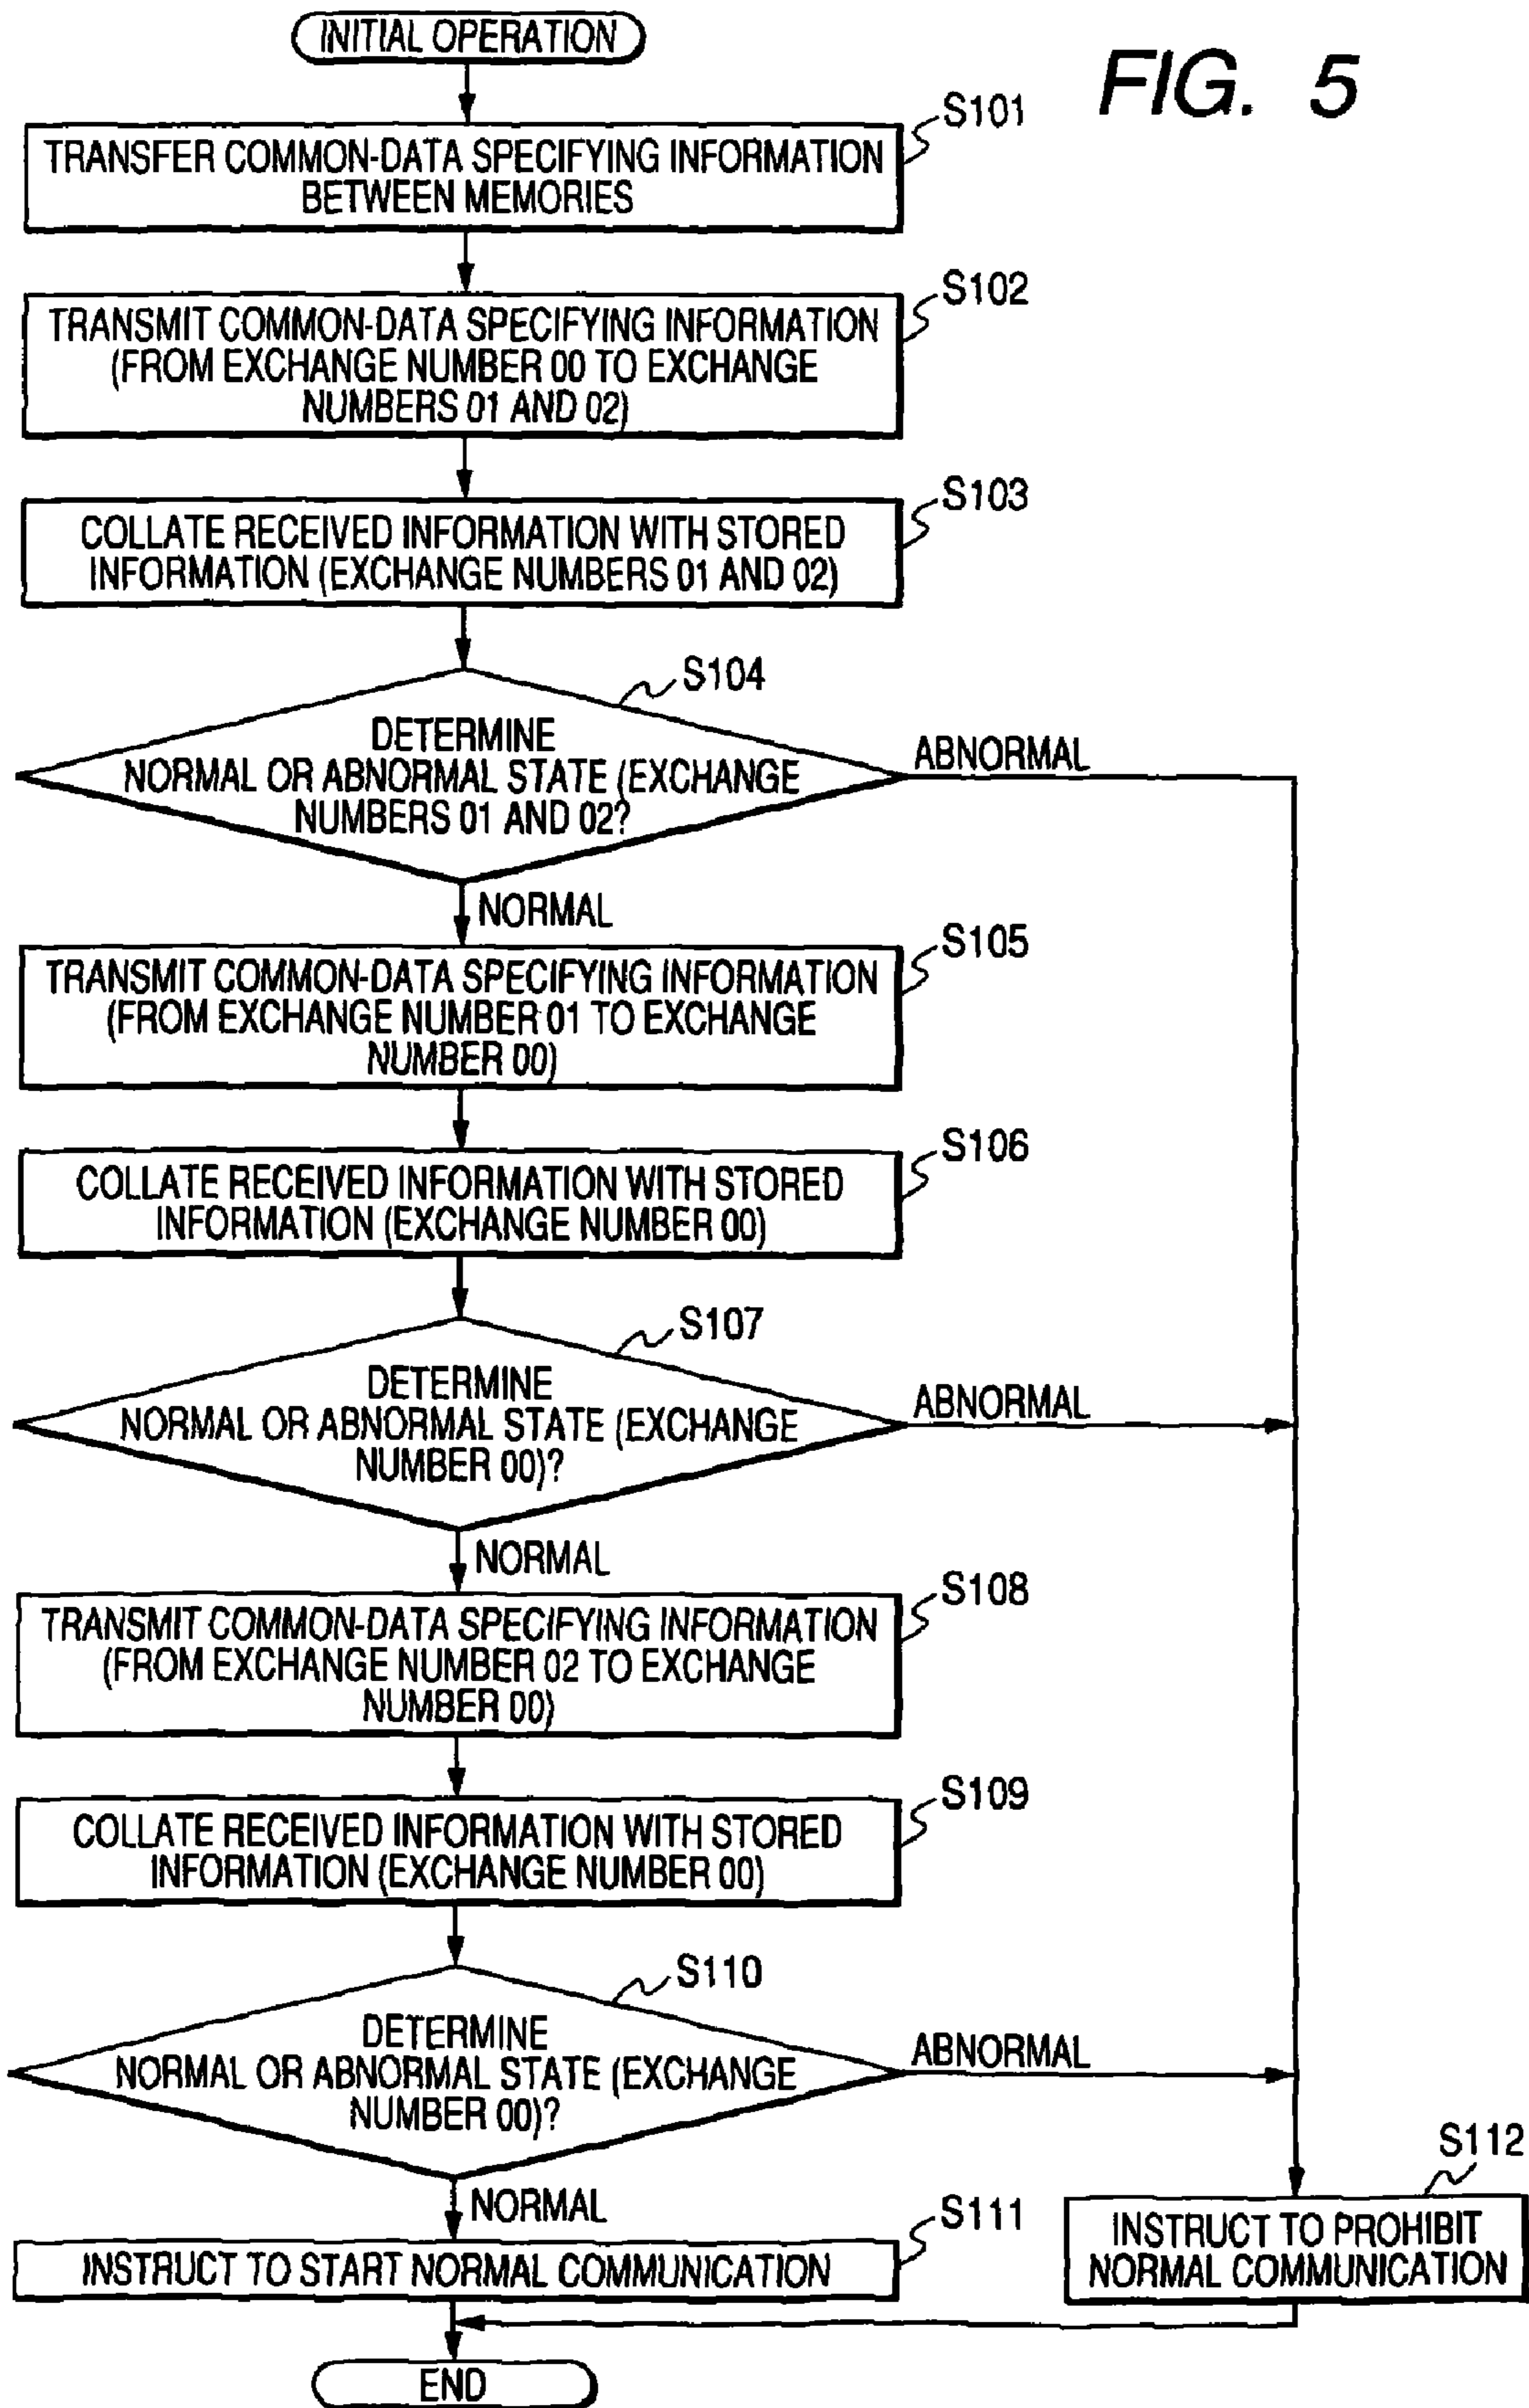 INITIAL OPERATION
FIG. 5
S101
TRANSFER COMMON-DATA SPECIFYING INFORMATION
BETWEEN MEMORIES
S102
TRANSMIT COMMON-DATA SPECIFYING INFORMATION
(FROM EXCHANGE NUMBER 00 TO EXCHANGE
NUMBERS 01 AND 02)
S103
COLLATE RECEIVED INFORMATION WITH STORED
INFORMATION (EXCHANGE NUMBERS 01 AND 02)
S104
DETERMINE
NORMAL OR ABNORMAL STATE (EXCHANGE
NUMBERS 01 AND 02?
ABNORMAL
NORMAL
S105
TRANSMIT COMMON-DATA SPECIFYING INFORMATION
(FROM EXCHANGE NUMBER 01 TO EXCHANGE
NUMBER 00)
S106
COLLATE RECEIVED INFORMATION WITH STORED
INFORMATION (EXCHANGE NUMBER 00)
S107
DETERMINE
NORMAL OR ABNORMAL STATE (EXCHANGE
NUMBER 00)?
ABNORMAL
NORMAL
S108
TRANSMIT COMMON-DATA SPECIFYING INFORMATION
(FROM EXCHANGE NUMBER 02 TO EXCHANGE
NUMBER 00)
S109
COLLATE RECEIVED INFORMATION WITH STORED
INFORMATION (EXCHANGE NUMBER 00)
S110
DETERMINE
NORMAL OR ABNORMAL STATE (EXCHANGE
NUMBER 00)?
ABNORMAL
NORMAL
S111
INSTRUCT TO START NORMAL COMMUNICATION
S112
INSTRUCT TO PROHIBIT
NORMAL COMMUNICATION
END